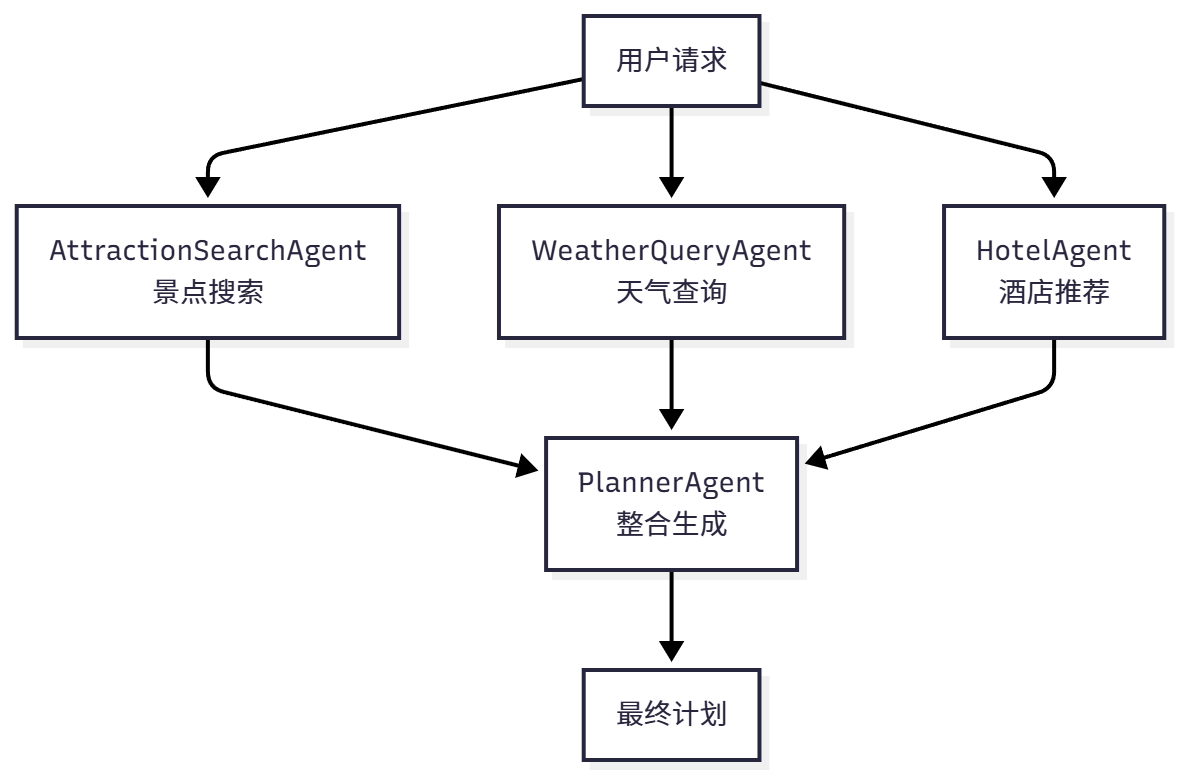 用户请求
AttractionSearchAgent
景点搜索
WeatherQueryAgent
天气查询
HotelAgent
酒店推荐
PlannerAgent
整合生成
最终计划